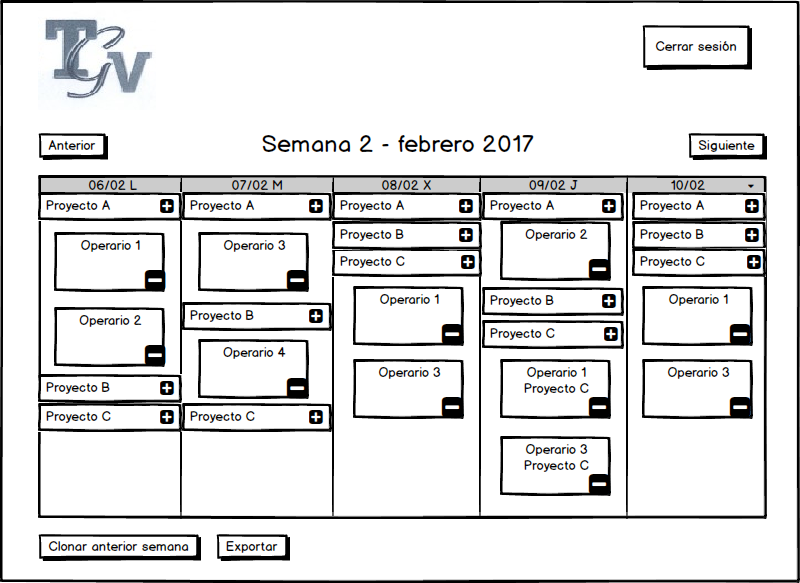 TGV
Cerrar sesión
Anterior
Semana 2 - febrero 2017
Siguiente
06/02 L
07/02 M
08/02 X
09/02 J
10/02
Proyecto A
Operario 1
Operario 2
Proyecto B
Proyecto C
Proyecto A
Operario 3
Proyecto B
Operario 4
Proyecto C
Proyecto A
Proyecto B
Proyecto C
Operario 1
Operario 3
Proyecto A
Operario 2
Proyecto B
Proyecto C
Operario 1
Proyecto C
Operario 3
Proyecto C
Proyecto A
Proyecto B
Proyecto C
Operario 1
Operario 3
Clonar anterior semana
Exportar